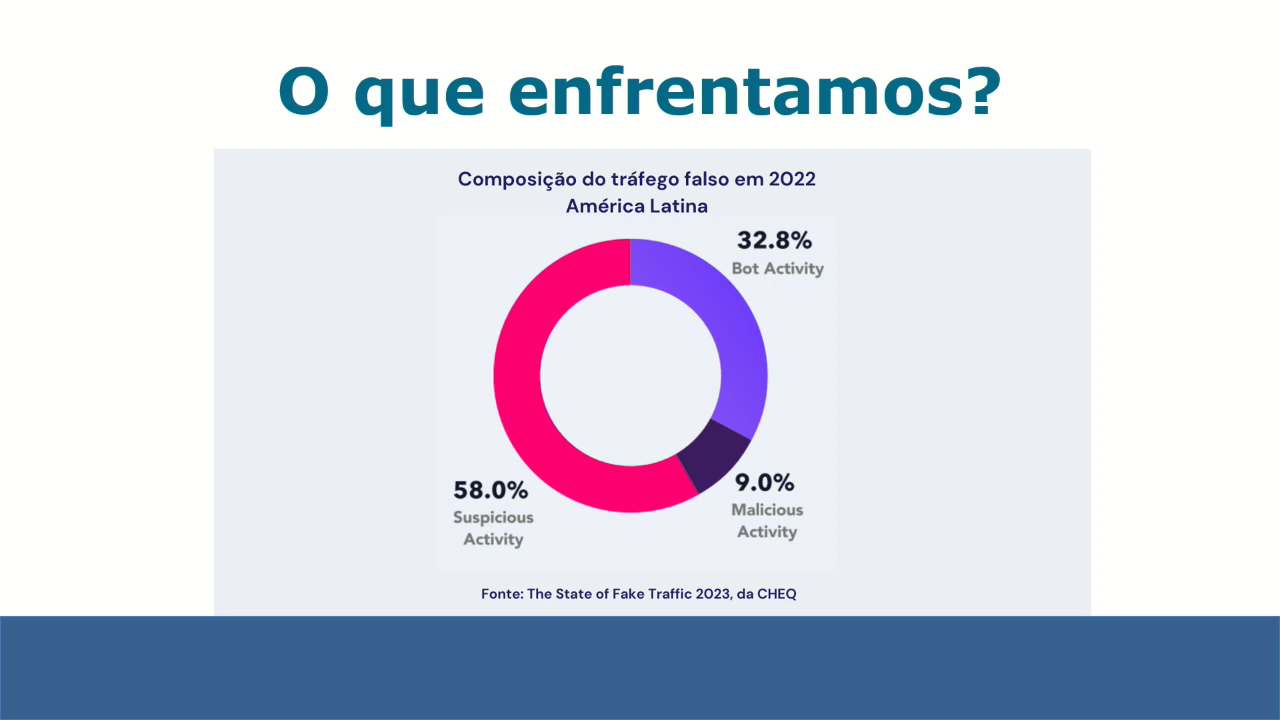 O que enfrentamos?
Composição do tráfego falso em 2022
América Latina
32.8%
Bot Activity
58.0%
Suspicious
Activity
9.0%
Malicious
Activity
Fonte: The State of Fake Traffic 2023, da CHEQ